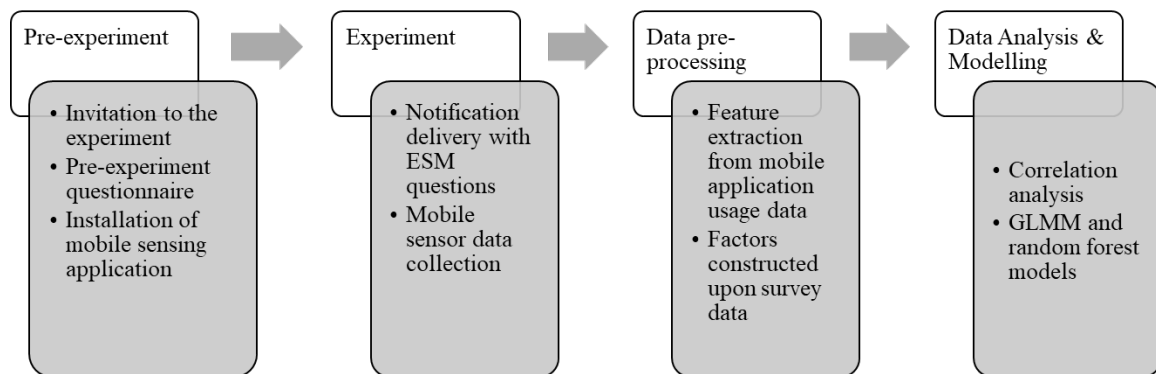 Pre-experiment
• Invitation to the
experiment
• Pre-experiment
questionnaire
• Installation of
mobile sensing
application
Experiment
• Notification
delivery with
ESM
questions
• Mobile
sensor data
collection
Data pre-
processing
• Feature
extraction
from mobile
application
usage data
• Factors
constructed
upon survey
data
Data Analysis &
Modelling
• Correlation
analysis
• GLMM and
random forest
models